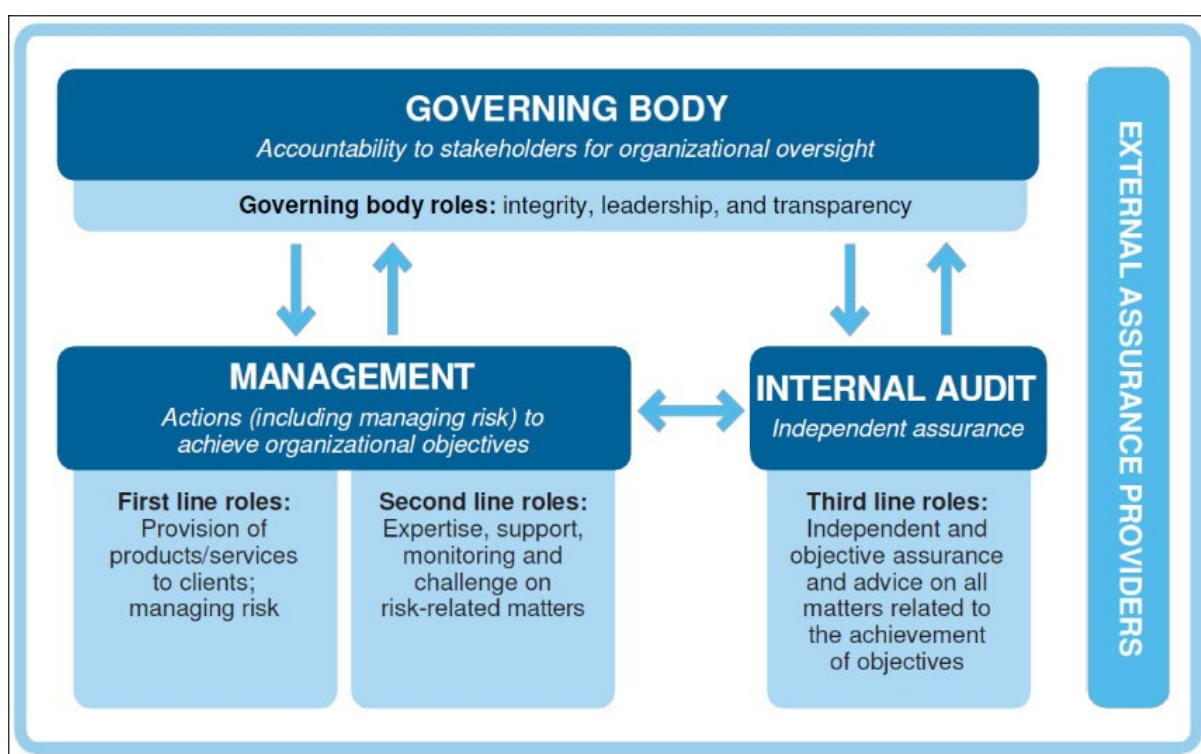 GOVERNING BODY
Accountability to stakeholders for organizational oversight
Governing body roles: integrity, leadership, and transparency
MANAGEMENT
Actions (including managing risk) to
achieve organizational objectives
First line roles:
Provision of
products/services
to clients;
managing risk
Second line roles:
Expertise, support,
monitoring and
challenge on
risk-related matters
INTERNAL AUDIT
Independent assurance
Third line roles:
Independent and
objective assurance
and advice on all
matters related to
the achievement
of objectives
EXTERNAL ASSURANCE PROVIDERS